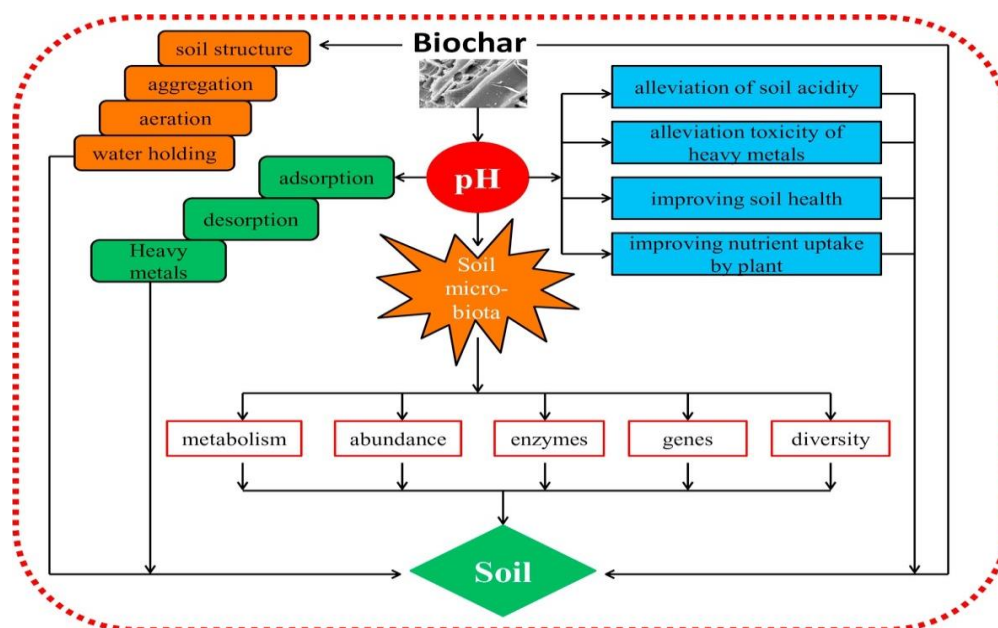 Biochar
soil structure
aggregation
aeration
water holding
adsorption
desorption
Heavy
metals
pH
alleviation of soil acidity
alleviation toxicity of
heavy metals
improving soil health
improving nutrient uptake
by plant
Soil
micro-
biota
metabolism
abundance
enzymes
genes
diversity
Soil